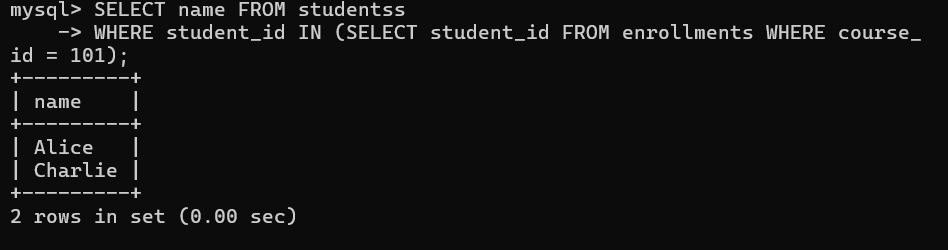 mysql> SELECT name FROM studentss
    -> WHERE student_id IN (SELECT student_id FROM enrollments WHERE course_
id = 101);
+---------+
| name    |
+---------+
| Alice   |
| Charlie |
+---------+
2 rows in set (0.00 sec)